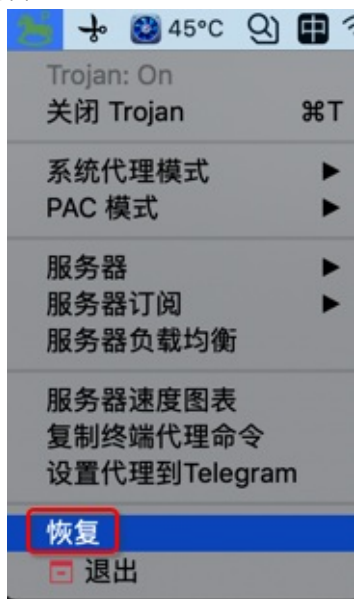 45°C 中
Trojan: On
关闭 Trojan ⌘T
系统代理模式
PAC 模式
服务器
服务器订阅
服务器负载均衡
服务器速度图表
复制终端代理命令
设置代理到Telegram
恢复
退出